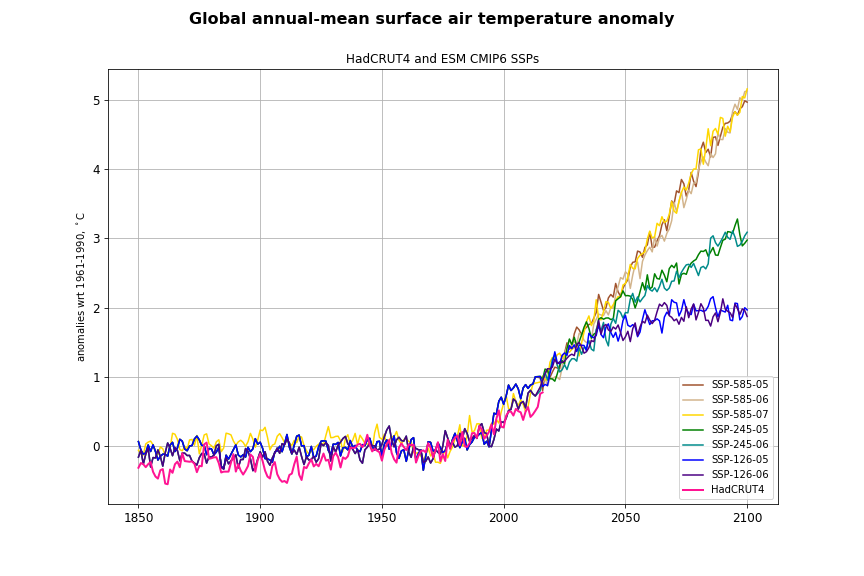 Global annual-mean surface air temperature anomaly
HadCRUT4 and ESM CMIP6 SSPs
anomalies wrt 1961-1990, °C
5
4
3
2
1
0
1850
1900
1950
2000
2050
2100
SSP-585-05
SSP-585-06
SSP-585-07
SSP-245-05
SSP-245-06
SSP-126-05
SSP-126-06
HadCRUT4